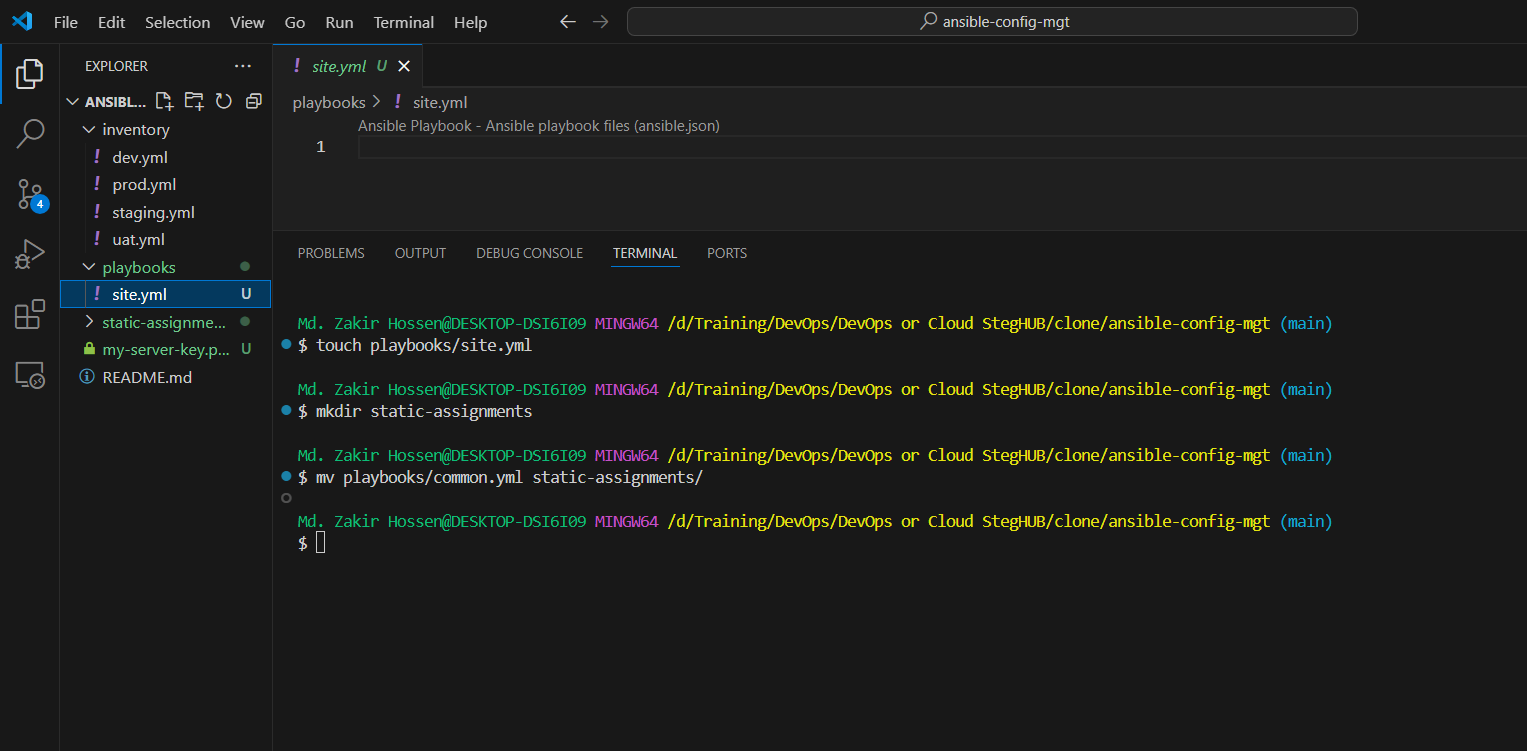 File Edit Selection View Go Run Terminal Help ansible-config-mgt
EXPLORER ...
ANSIBL...
inventory
! dev.yml
! prod.yml
! staging.yml
! uat.yml
playbooks
! site.yml U
static-assignme...
my-server-key.p... U
README.md
4
! site.yml U
playbooks > ! site.yml
Ansible Playbook - Ansible playbook files (ansible.json)
1
PROBLEMS OUTPUT DEBUG CONSOLE TERMINAL PORTS
Md. Zakir Hossen@DESKTOP-DSI6I09 MINGW64 /d/Training/DevOps/DevOps or Cloud StegHUB/clone/ansible-config-mgt (main)
$ touch playbooks/site.yml
Md. Zakir Hossen@DESKTOP-DSI6I09 MINGW64 /d/Training/DevOps/DevOps or Cloud StegHUB/clone/ansible-config-mgt (main)
$ mkdir static-assignments
Md. Zakir Hossen@DESKTOP-DSI6I09 MINGW64 /d/Training/DevOps/DevOps or Cloud StegHUB/clone/ansible-config-mgt (main)
$ mv playbooks/common.yml static-assignments/
Md. Zakir Hossen@DESKTOP-DSI6I09 MINGW64 /d/Training/DevOps/DevOps or Cloud StegHUB/clone/ansible-config-mgt (main)
$